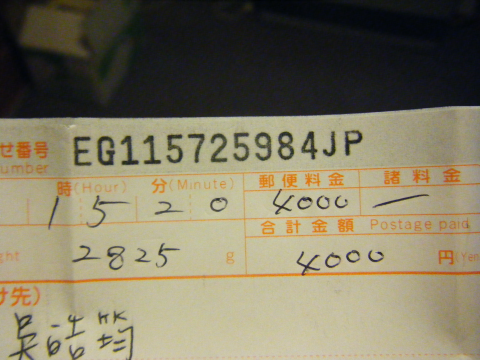 せ番号 EG115725984JP
umber
時(Hour) 分(Minute) 郵便料金 諸料金
15 20 4000 —
合計金額 Postage paid
ght 2825 g 4000 円(Yen
け先)
吳